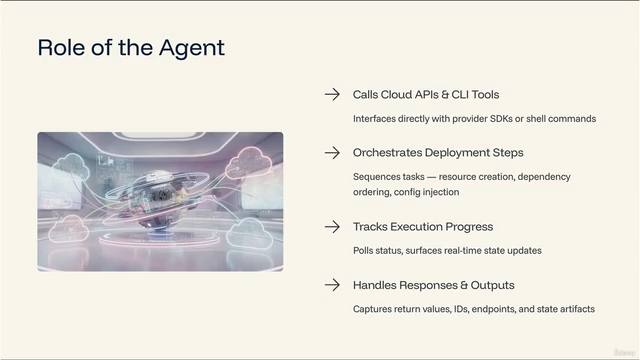 Role of the Agent
Calls Cloud APIs & CLI Tools
Interfaces directly with provider SDKs or shell commands
Orchestrates Deployment Steps
Sequences tasks — resource creation, dependency
ordering, config injection
Tracks Execution Progress
Polls status, surfaces real-time state updates
Handles Responses & Outputs
Captures return values, IDs, endpoints, and state artifacts